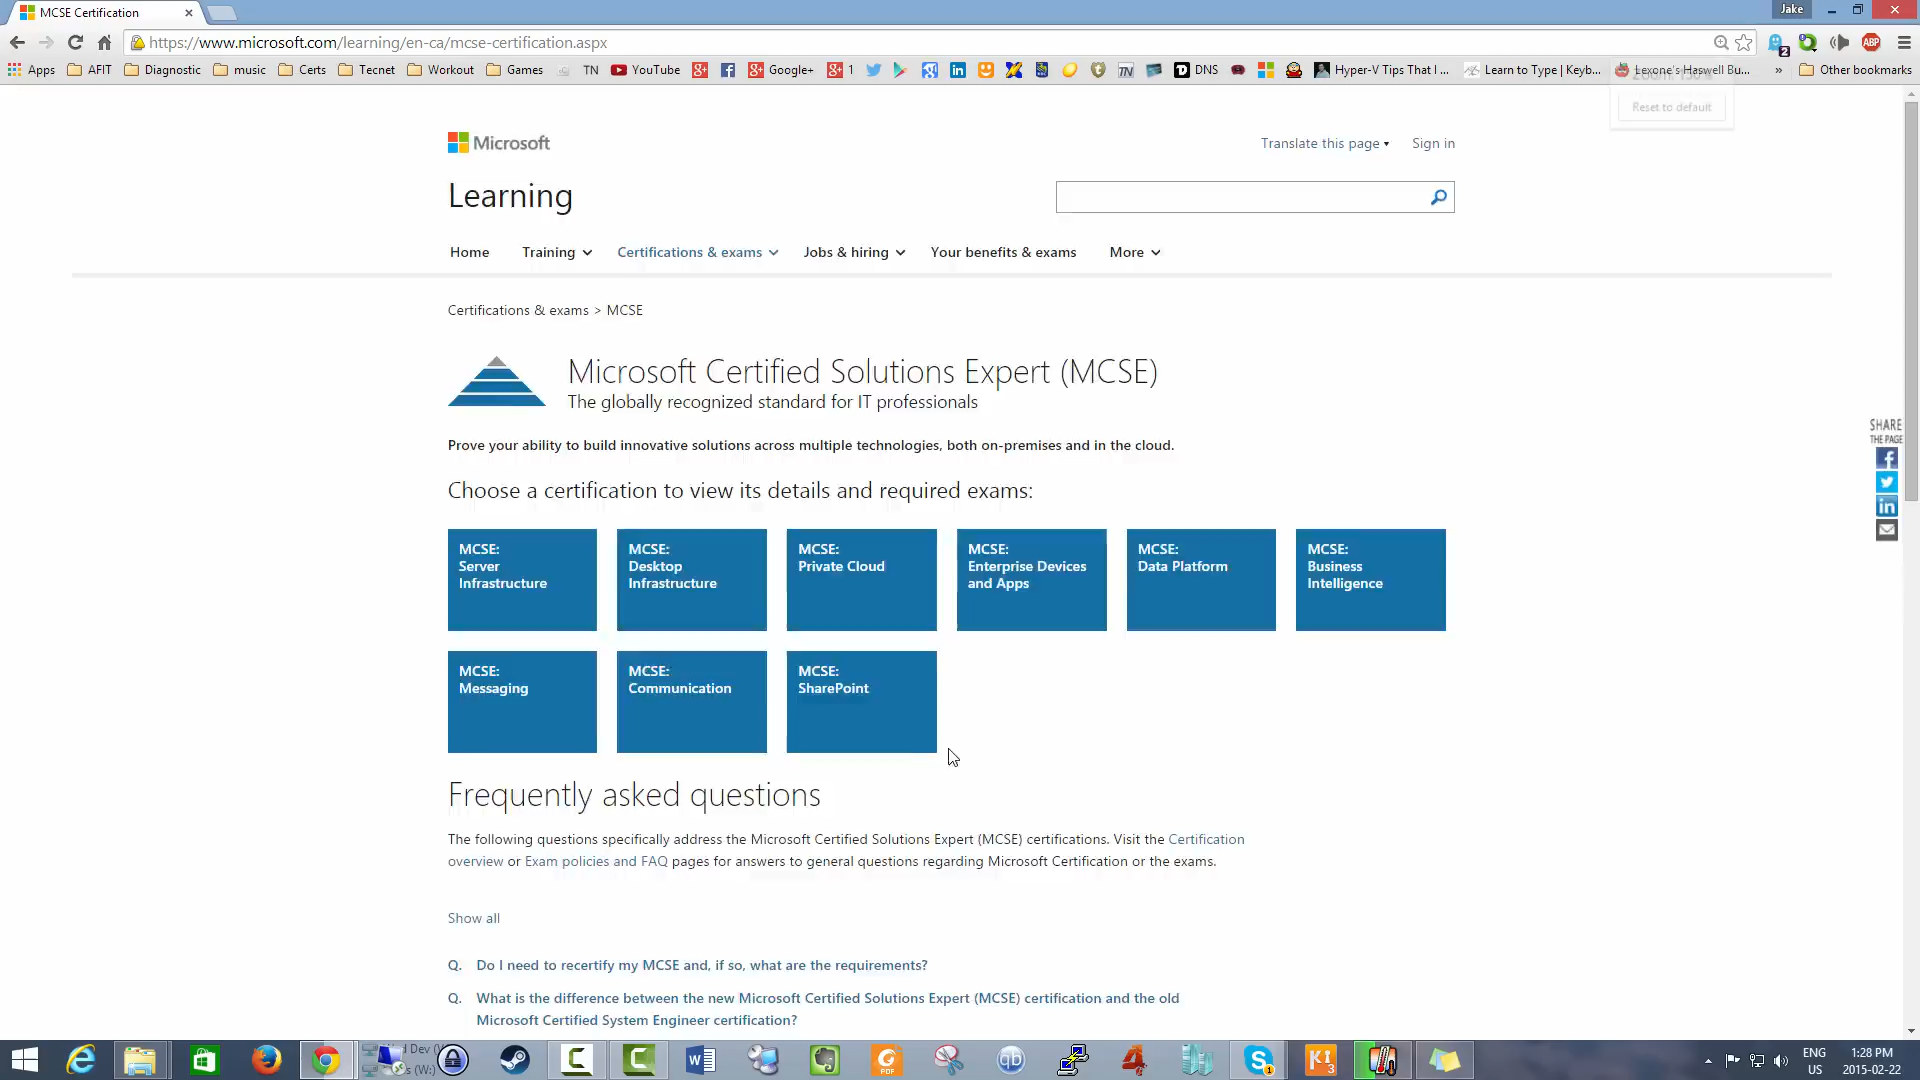 MCSE Certification
Jake
https://www.microsoft.com/learning/en-ca/mcse-certification.aspx
Apps AFIT Diagnostic music Certs Tecnet Workout Games TN YouTube Google+ 1 DNS Hyper-V Tips That I ... Learn to Type | Keyb... Lexone's Haswell Bu... » Other bookmarks
Reset to default
Microsoft
Translate this page Sign in
Learning
Home Training Certifications & exams Jobs & hiring Your benefits & exams More
Certifications & exams > MCSE
Microsoft Certified Solutions Expert (MCSE)
The globally recognized standard for IT professionals
SHARE
THE PAGE
Prove your ability to build innovative solutions across multiple technologies, both on-premises and in the cloud.
Choose a certification to view its details and required exams:
MCSE:
Server
Infrastructure
MCSE:
Desktop
Infrastructure
MCSE:
Private Cloud
MCSE:
Enterprise Devices
and Apps
MCSE:
Data Platform
MCSE:
Business
Intelligence
MCSE:
Messaging
MCSE:
Communication
MCSE:
SharePoint
Frequently asked questions
The following questions specifically address the Microsoft Certified Solutions Expert (MCSE) certifications. Visit the Certification
overview or Exam policies and FAQ pages for answers to general questions regarding Microsoft Certification or the exams.
Show all
Q. Do I need to recertify my MCSE and, if so, what are the requirements?
Q. What is the difference between the new Microsoft Certified Solutions Expert (MCSE) certification and the old
Microsoft Certified System Engineer certification?
ENG
US
1:28 PM
2015-02-22